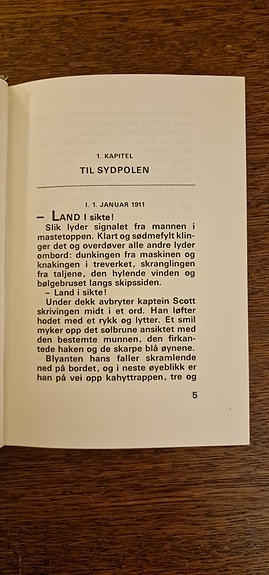 1. KAPITEL
TIL SYDPOLEN
I. 1. JANUAR 1911
– LAND I sikte!
Slik lyder signalet fra mannen i
mastetoppen. Klart og sødmefylt klin-
ger det og overdøver alle andre lyder
ombord: dunkingen fra maskinen og
knakingen i treverket, skranglingen
fra taljene, den hylende vinden og
bølgebruset langs skipssiden.
– Land i sikte!
Under dekk avbryter kaptein Scott
skrivingen midt i et ord. Han løfter
hodet med et rykk og lytter. Et smil
myker opp det solbrune ansiktet med
den bestemte munnen, den firkan-
tede haken og de skarpe blå øynene.
Blyanten hans faller skramlende
ned på bordet, og i neste øyeblikk er
han på vei opp kahyttrappen, tre og
5